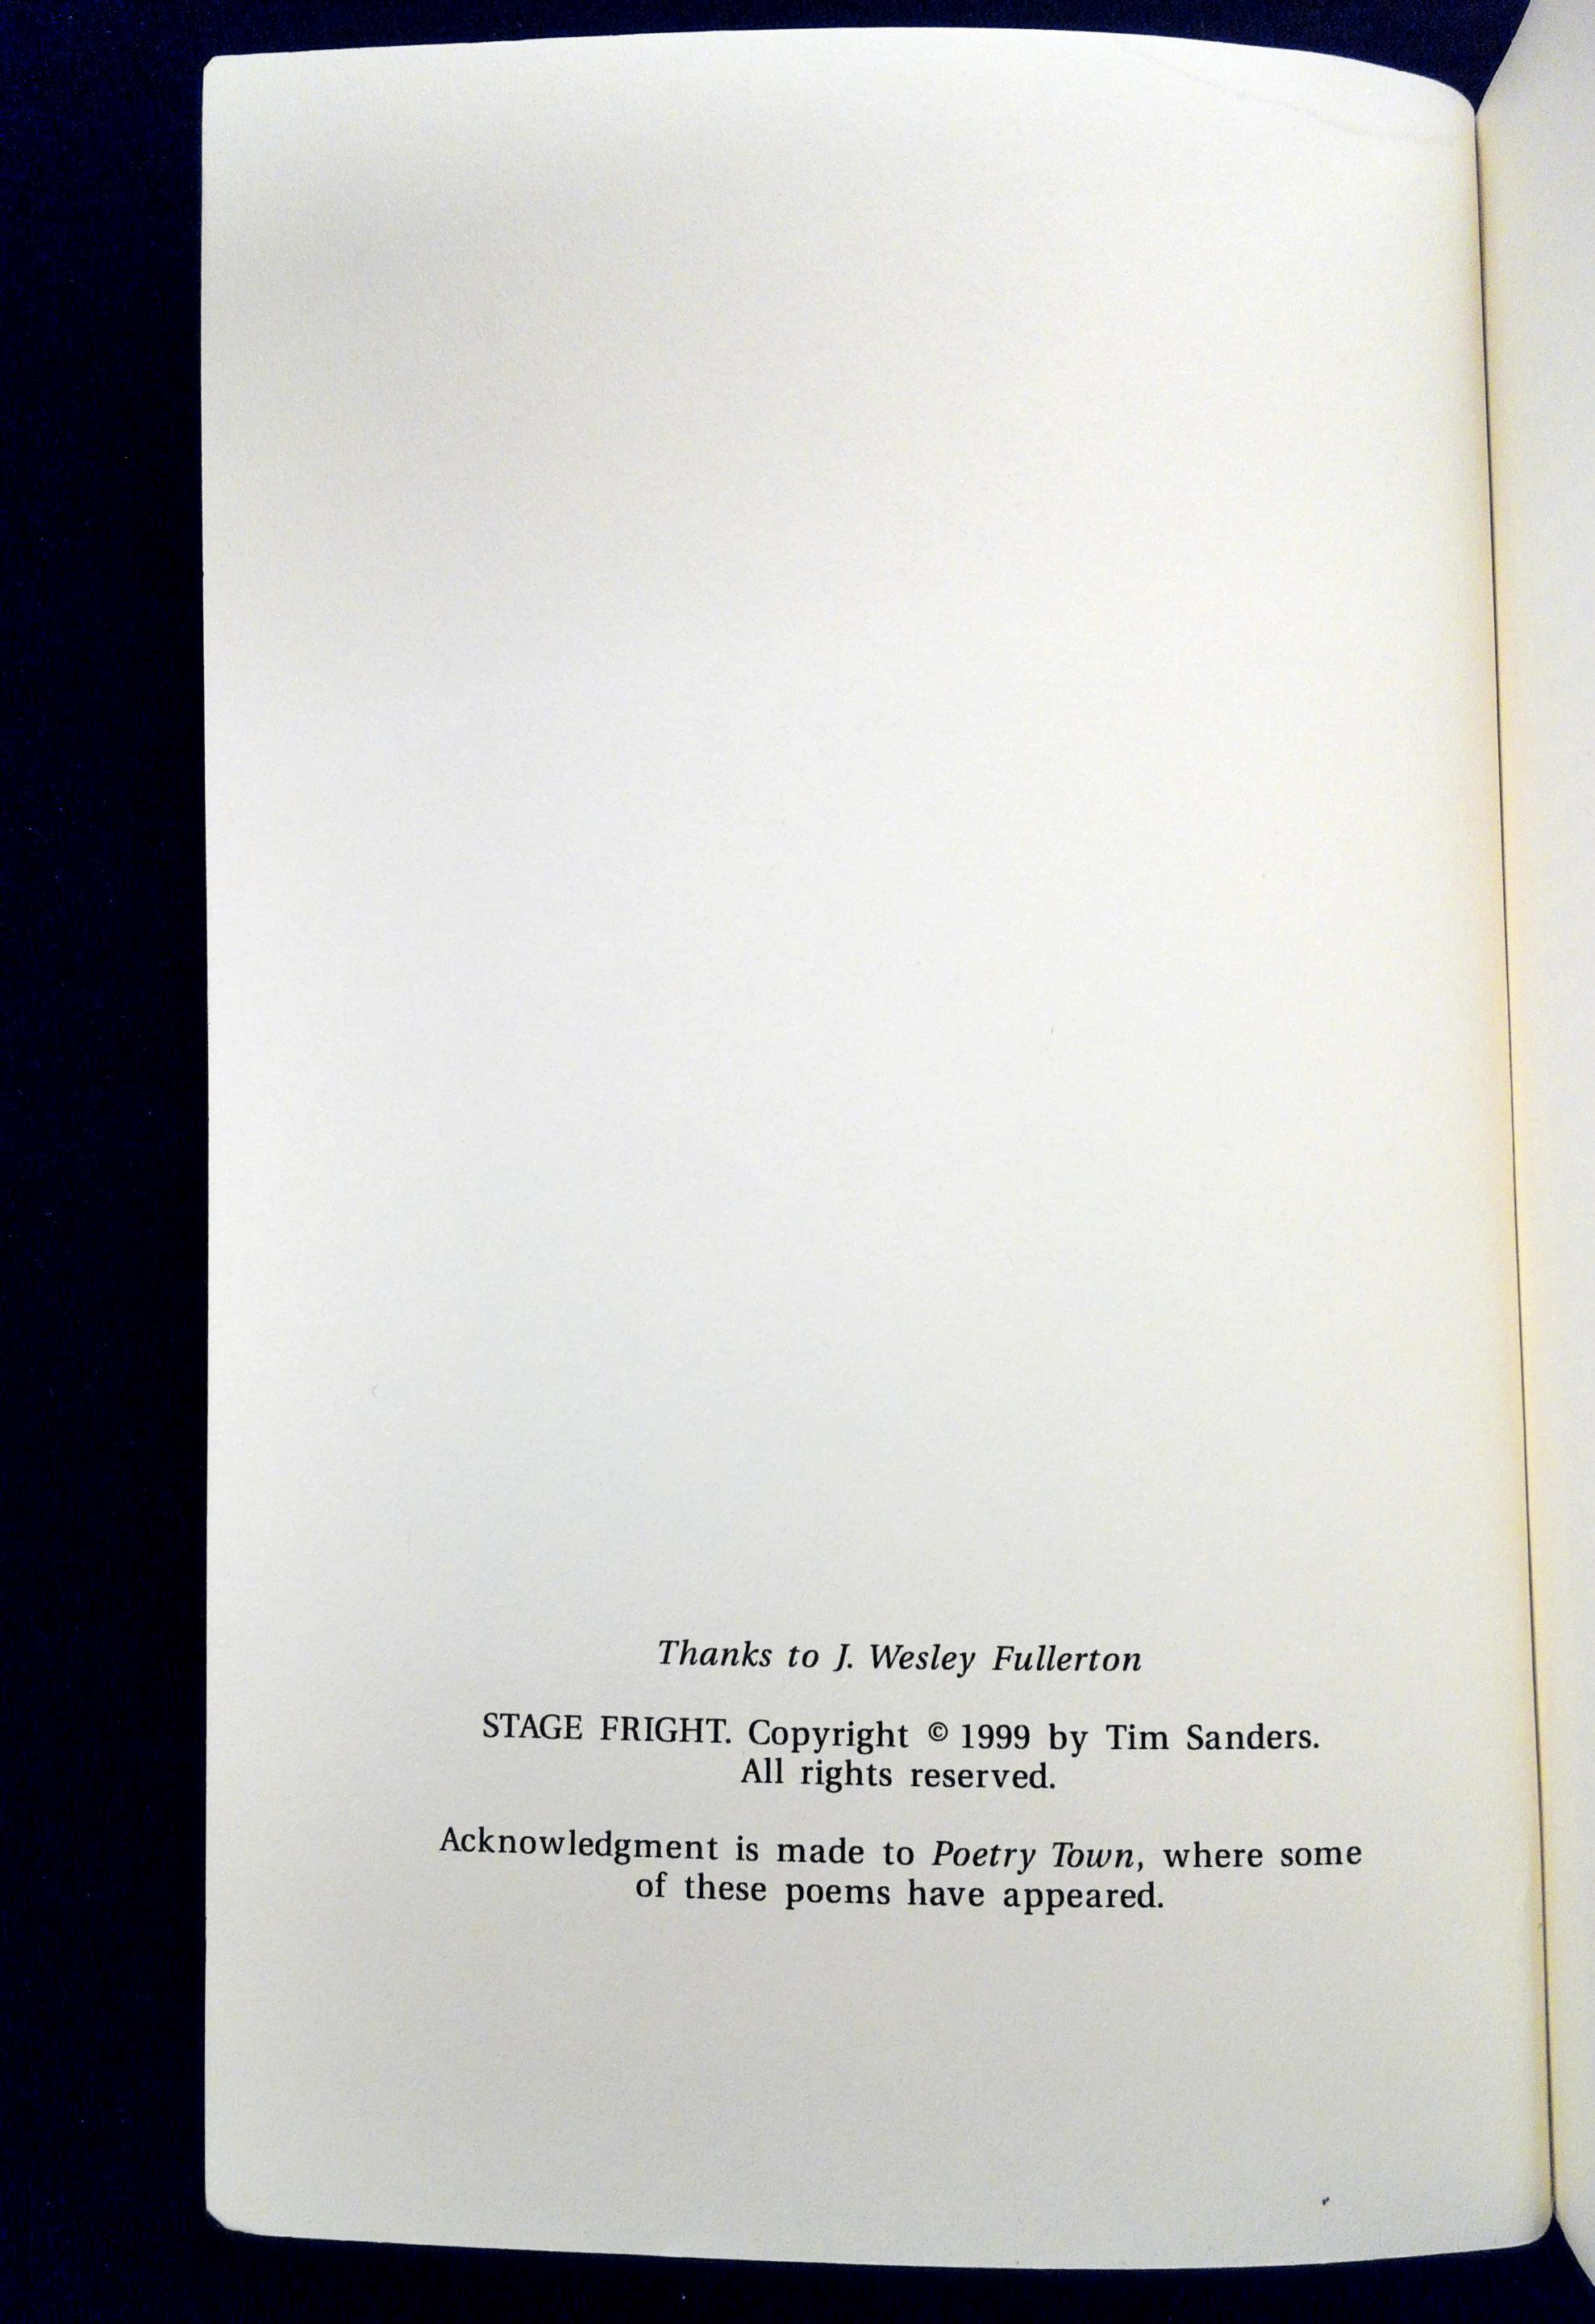 Thanks to J. Wesley Fullerton
STAGE FRIGHT. Copyright © 1999 by Tim Sanders.
All rights reserved.
Acknowledgment is made to Poetry Town, where some
of these poems have appeared.